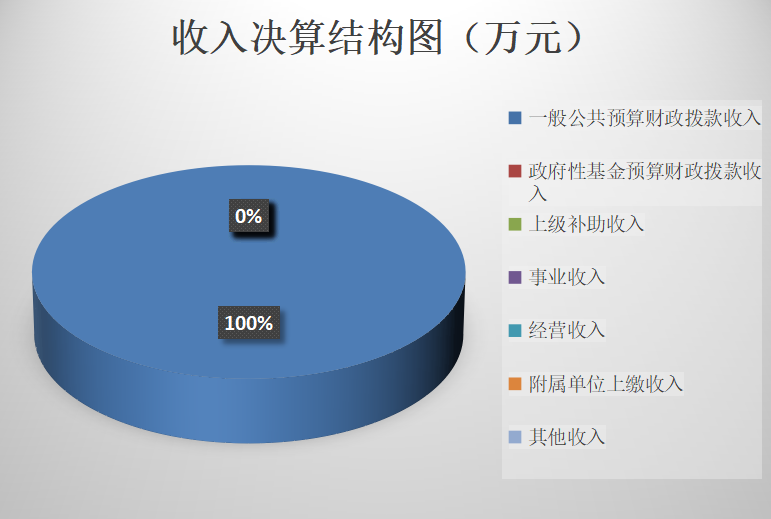 收入决算结构图（万元）
一般公共预算财政拨款收入
政府性基金预算财政拨款收
入
上级补助收入
事业收入
经营收入
附属单位上缴收入
其他收入
0%
100%